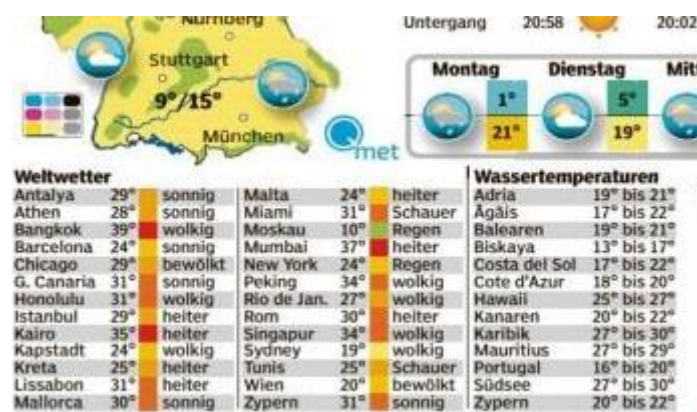 Nürnberg
Stuttgart
9°/15°
München
Qmet
Untergang 20:58 20:02
Montag Dienstag
1° 5°
21° 19°
Weltwetter
Antalya 29° sonnig
Athen 28° sonnig
Bangkok 39° wolkig
Barcelona 24° sonnig
Chicago 29° bewölkt
G. Canaria 31° sonnig
Honolulu 31° wolkig
Istanbul 29° heiter
Kairo 35° heiter
Kapstadt 24° wolkig
Kreta 25° heiter
Lissabon 31° heiter
Mallorca 30° sonnig
Malta 24° heiter
Miami 31° Schauer
Moskau 10° Regen
Mumbai 37° heiter
New York 24° Regen
Peking 34° wolkig
Rio de Jan. 27° wolkig
Rom 30° heiter
Singapur 34° wolkig
Sydney 19° wolkig
Tunis 25° Schauer
Wien 20° bewölkt
Zypern 31° sonnig
Wassertemperaturen
Adria 19° bis 21°
Ägäis 17° bis 22°
Balearen 19° bis 21°
Biskaya 13° bis 17°
Costa del Sol 17° bis 22°
Cote d'Azur 18° bis 20°
Hawaii 25° bis 27°
Kanaren 20° bis 22°
Karibik 27° bis 30°
Mauritius 27° bis 29°
Portugal 16° bis 20°
Südsee 27° bis 30°
Zypern 20° bis 22°